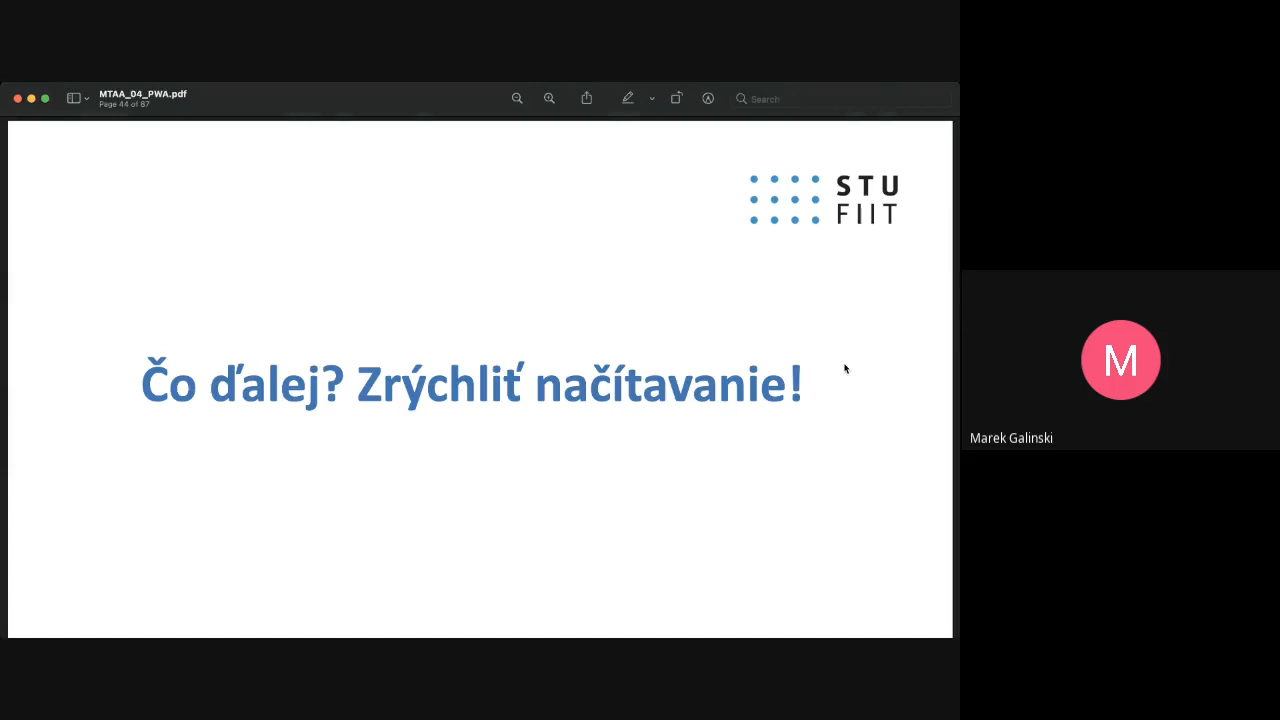 MTAA_04_PWA.pdf
Page 44 of 87
Search
STU
FIIT
Čo ďalej? Zrýchliť načítavanie!
M
Marek Galinski